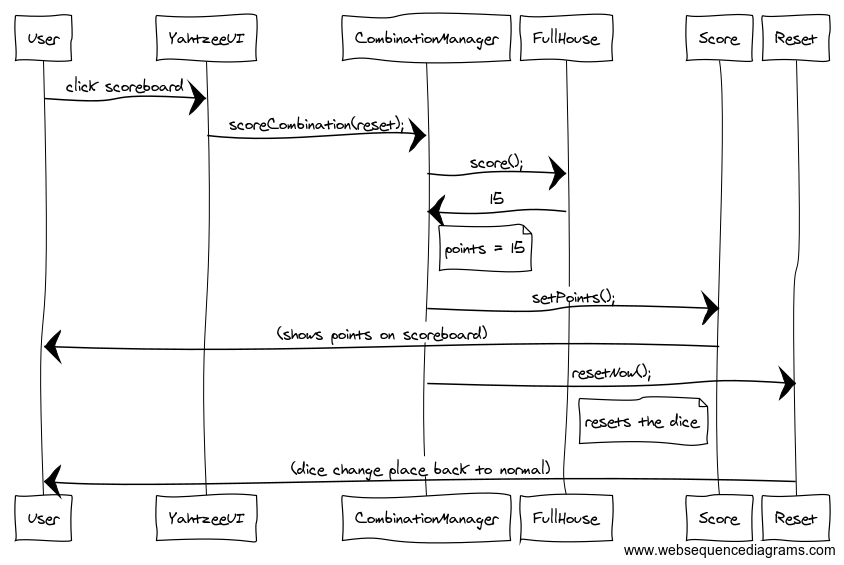 User
YahtzeeUI
CombinationManager
FullHouse
Score
Reset
click scoreboard
scoreCombination(reset);
score();
15
points = 15
setPoints();
(shows points on scoreboard)
resetNow();
resets the dice
(dice change place back to normal)
User
YahtzeeUI
CombinationManager
FullHouse
Score
Reset
www.websequencediagrams.com